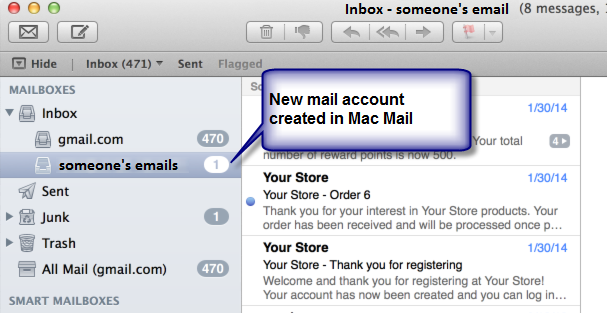 Inbox - someone's email (8 messages,
Hide Inbox (471) Sent Flagged
MAILBOXES
Inbox
gmail.com 470
someone's emails 1
Sent
Junk 1
Trash
All Mail (gmail.com) 470
SMART MAILBOXES
New mail account
created in Mac Mail
1/30/14
Your total 4
number of reward points is now 500.
Your Store 1/30/14
Your Store - Order 6
Thank you for your interest in Your Store products. Your
order has been received and will be processed once p...
Your Store 1/30/14
Your Store - Thank you for registering
Welcome and thank you for registering at Your Store!
Your account has now been created and you can log in...